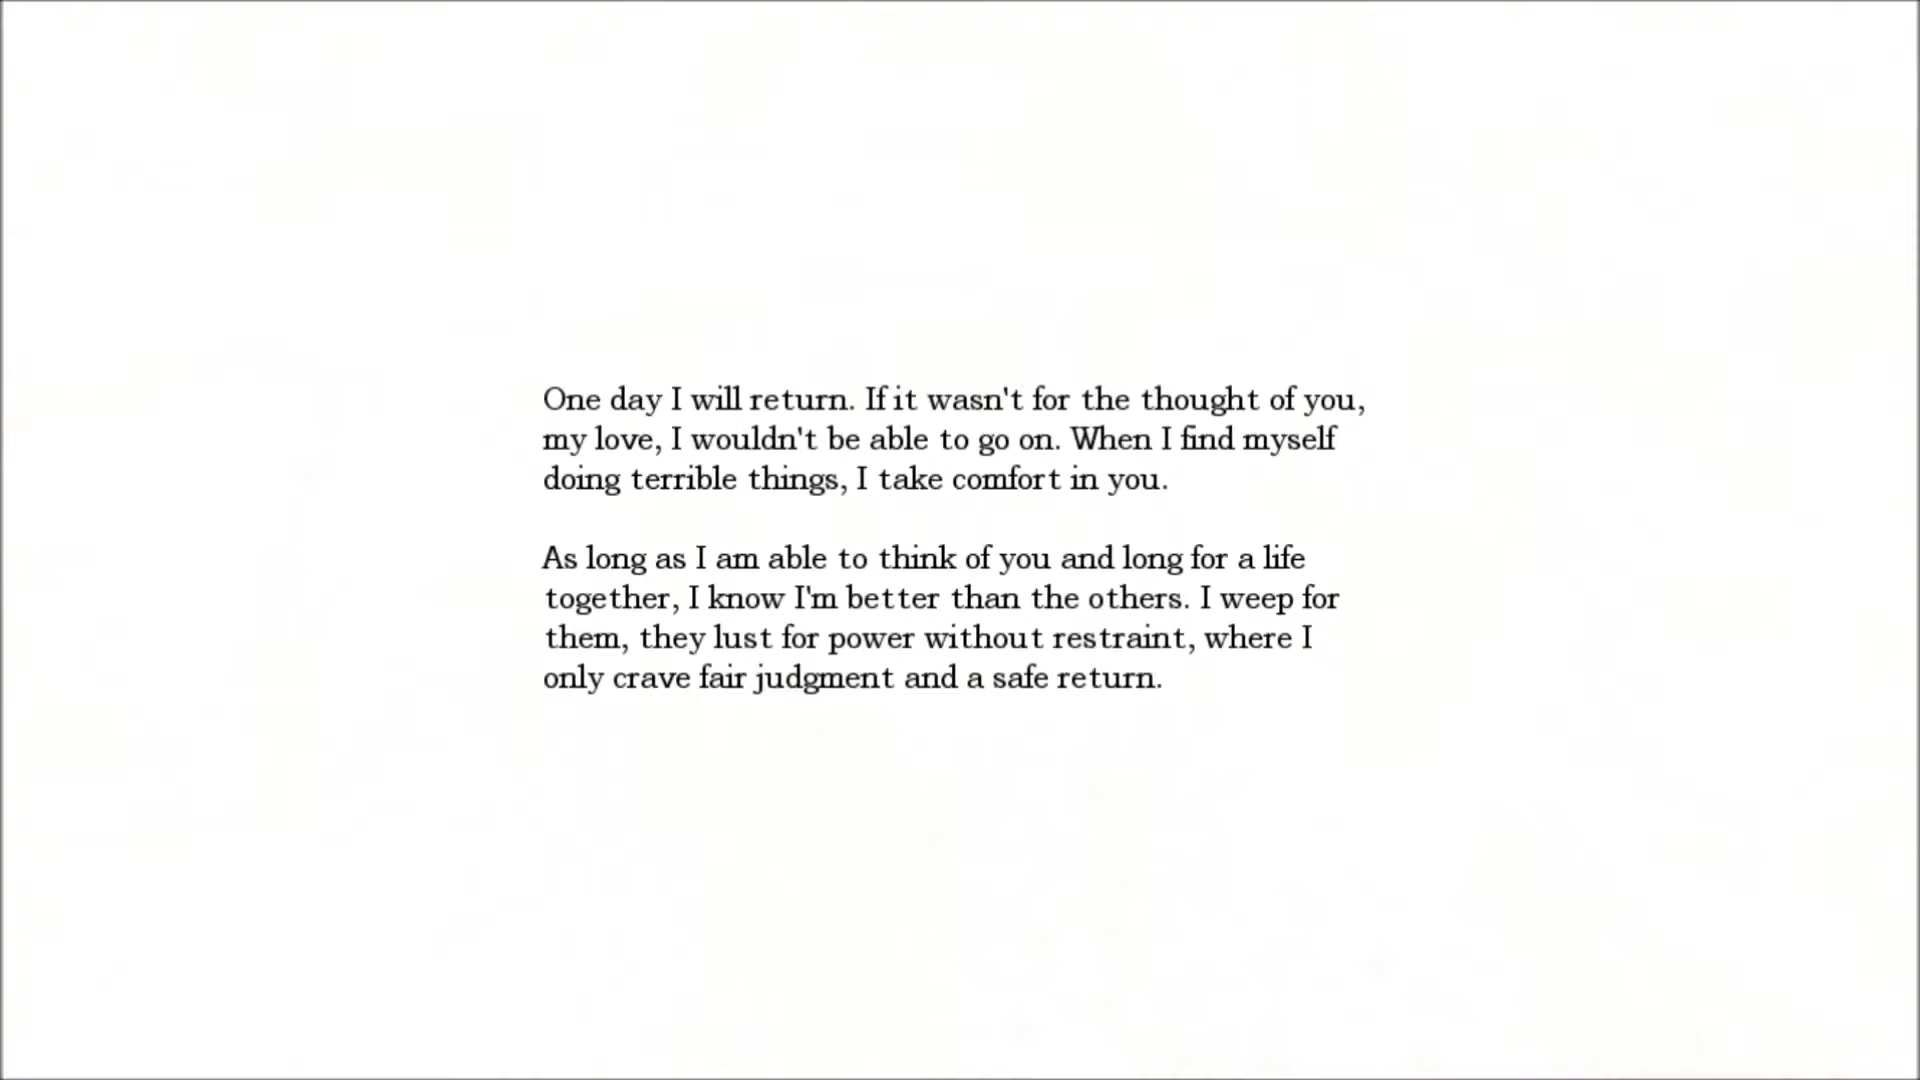 One day I will return. If it wasn't for the thought of you,
my love, I wouldn't be able to go on. When I find myself
doing terrible things, I take comfort in you.
As long as I am able to think of you and long for a life
together, I know I'm better than the others. I weep for
them, they lust for power without restraint, where I
only crave fair judgment and a safe return.